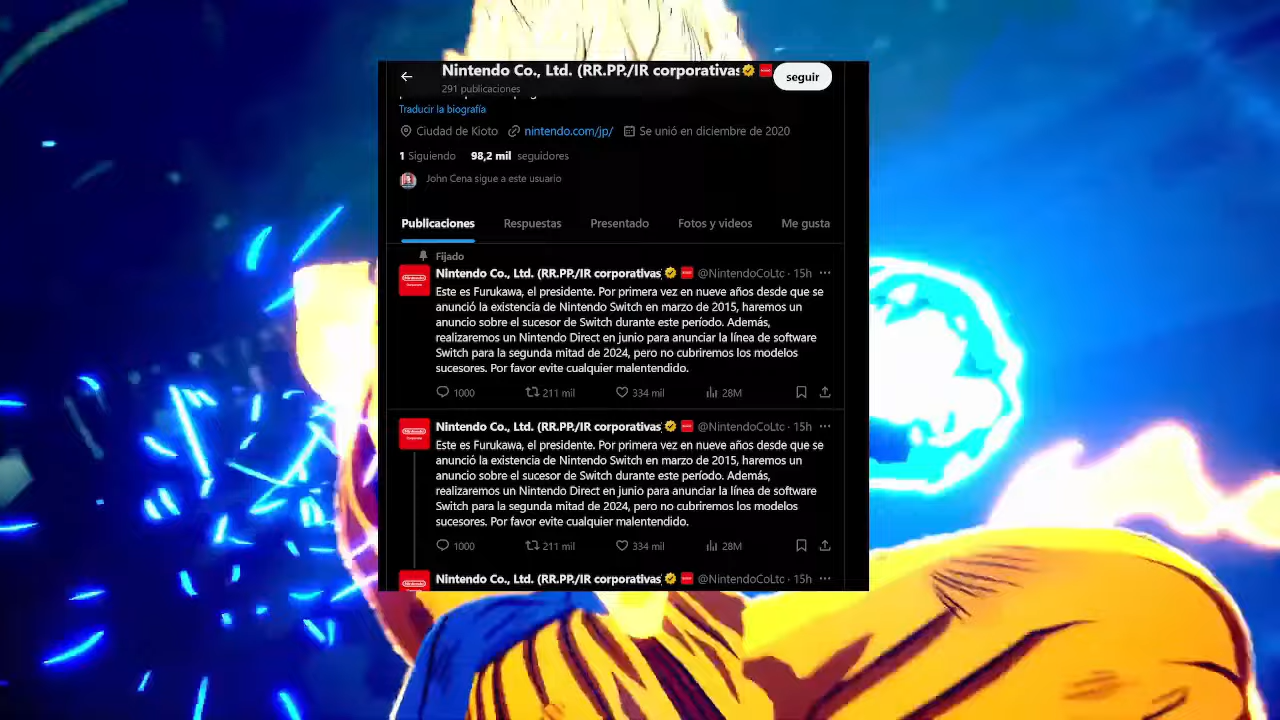 Nintendo Co., Ltd. (RR.PP./IR corporativas
seguir
291 publicaciones
Traducir la biografía
Ciudad de Kioto nintendo.com/jp/ Se unió en diciembre de 2020
1 Siguiendo 98,2 mil seguidores
John Cena sigue a este usuario
Publicaciones Respuestas Presentado Fotos y videos Me gusta
Fijado
Nintendo Co., Ltd. (RR.PP./IR corporativas @NintendoCoLtc · 15h
Este es Furukawa, el presidente. Por primera vez en nueve años desde que se
anunció la existencia de Nintendo Switch en marzo de 2015, haremos un
anuncio sobre el sucesor de Switch durante este período. Además,
realizaremos un Nintendo Direct en junio para anunciar la línea de software
Switch para la segunda mitad de 2024, pero no cubriremos los modelos
sucesores. Por favor evite cualquier malentendido.
1000 211 mil 334 mil 28M
Nintendo Co., Ltd. (RR.PP./IR corporativas @NintendoCoLtc · 15h
Este es Furukawa, el presidente. Por primera vez en nueve años desde que se
anunció la existencia de Nintendo Switch en marzo de 2015, haremos un
anuncio sobre el sucesor de Switch durante este período. Además,
realizaremos un Nintendo Direct en junio para anunciar la línea de software
Switch para la segunda mitad de 2024, pero no cubriremos los modelos
sucesores. Por favor evite cualquier malentendido.
1000 211 mil 334 mil 28M
Nintendo Co., Ltd. (RR.PP./IR corporativas @NintendoCoLtc · 15h